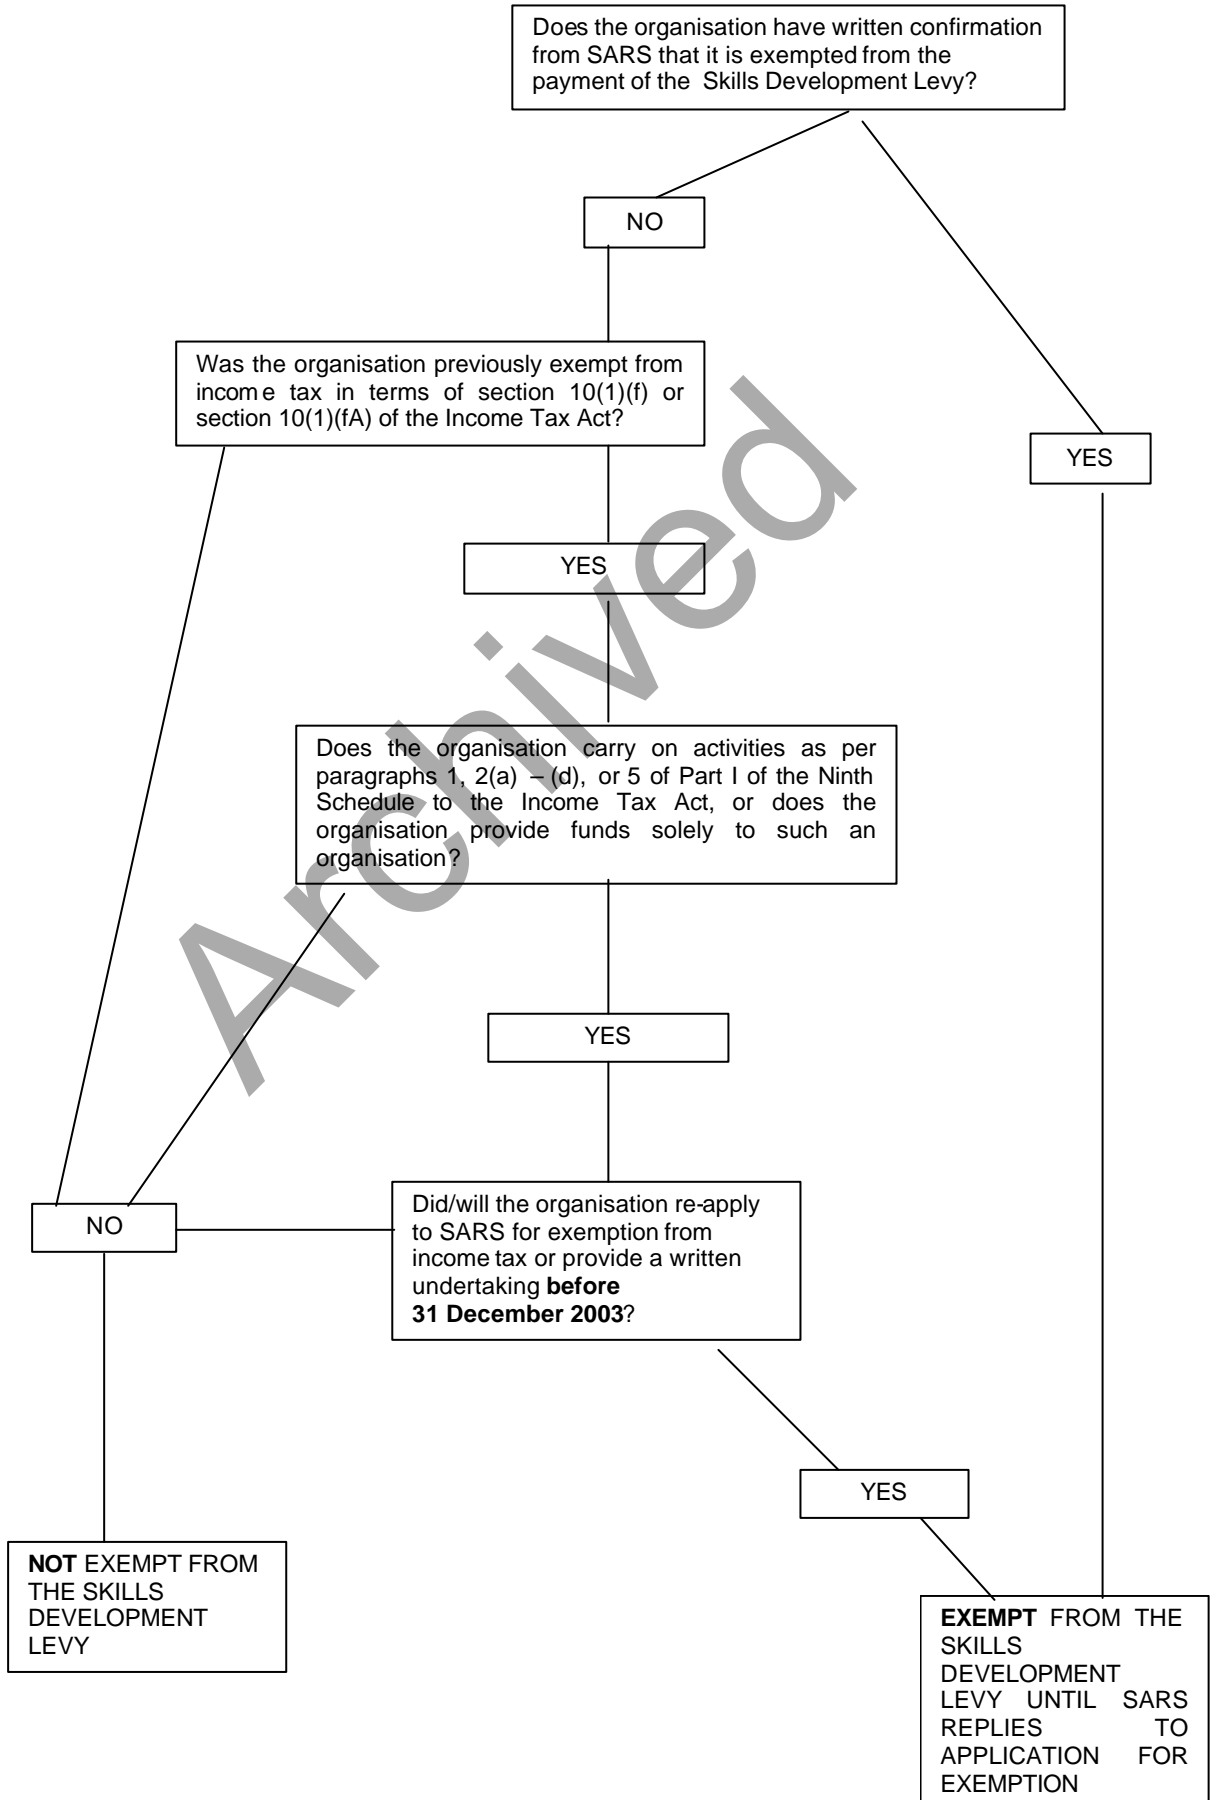 Does the organisation have written confirmation
from SARS that it is exempted from the
payment of the Skills Development Levy?
NO
Was the organisation previously exempt from
income tax in terms of section 10(1)(f) or
section 10(1)(fA) of the Income Tax Act?
YES
YES
Does the organisation carry on activities as per
paragraphs 1, 2(a) – (d), or 5 of Part I of the Ninth
Schedule to the Income Tax Act, or does the
organisation provide funds solely to such an
organisation?
Archived
YES
NO
Did/will the organisation re-apply
to SARS for exemption from
income tax or provide a written
undertaking before
31 December 2003?
YES
NOT EXEMPT FROM
THE SKILLS
DEVELOPMENT
LEVY
EXEMPT FROM THE
SKILLS
DEVELOPMENT
LEVY UNTIL SARS
REPLIES TO
APPLICATION FOR
EXEMPTION